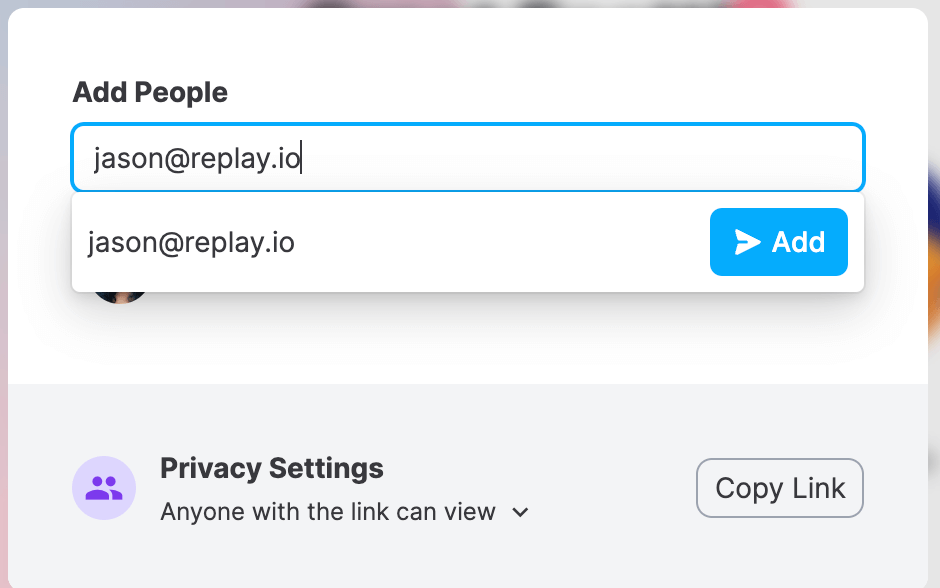 Add People
jason@replay.io
jason@replay.io
Add
Privacy Settings
Anyone with the link can view
Copy Link